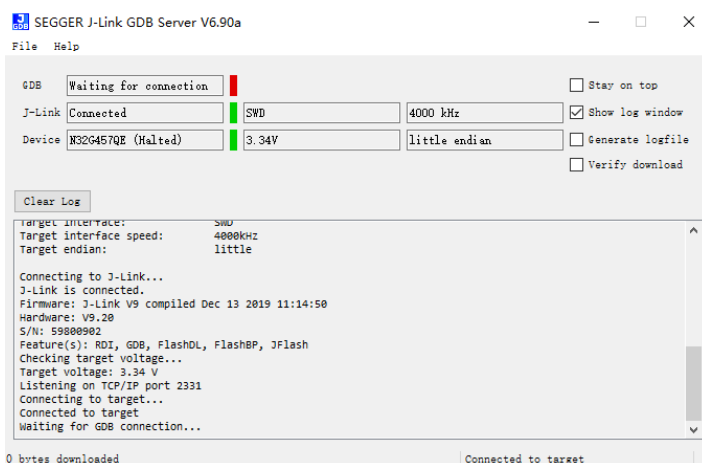 SEGGER J-Link GDB Server V6.90a
File Help
GDB Waiting for connection Stay on top
J-Link Connected SWD 4000 kHz Show log window
Device N32G457QE (Halted) 3.34V little endian Generate logfile
Verify download
Clear Log
Target interface: SWD
Target interface speed: 4000kHz
Target endian: little
Connecting to J-Link...
J-Link is connected.
Firmware: J-Link V9 compiled Dec 13 2019 11:14:50
Hardware: V9.20
S/N: 59800902
Feature(s): RDI, GDB, FlashDL, FlashBP, JFlash
Checking target voltage...
Target voltage: 3.34 V
Listening on TCP/IP port 2331
Connecting to target...
Connected to target
Waiting for GDB connection...
0 bytes downloaded Connected to target